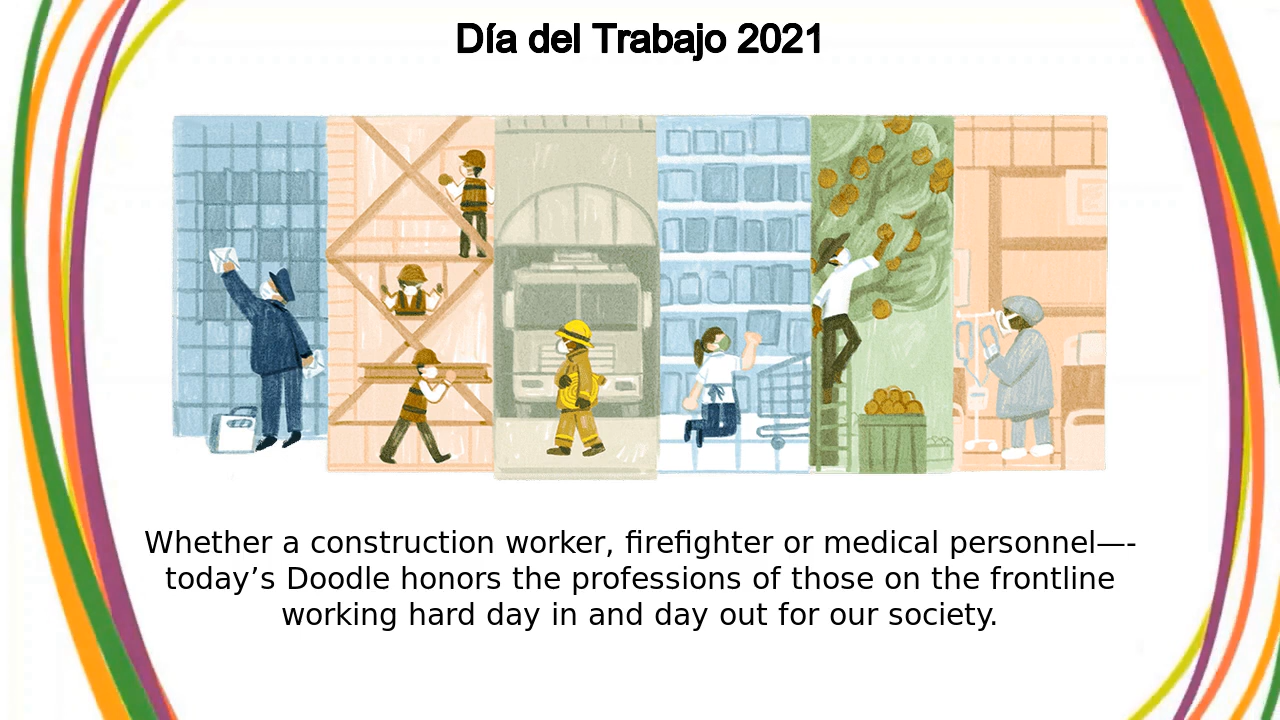 Día del Trabajo 2021
Whether a construction worker, firefighter or medical personnel—-
today’s Doodle honors the professions of those on the frontline
working hard day in and day out for our society.